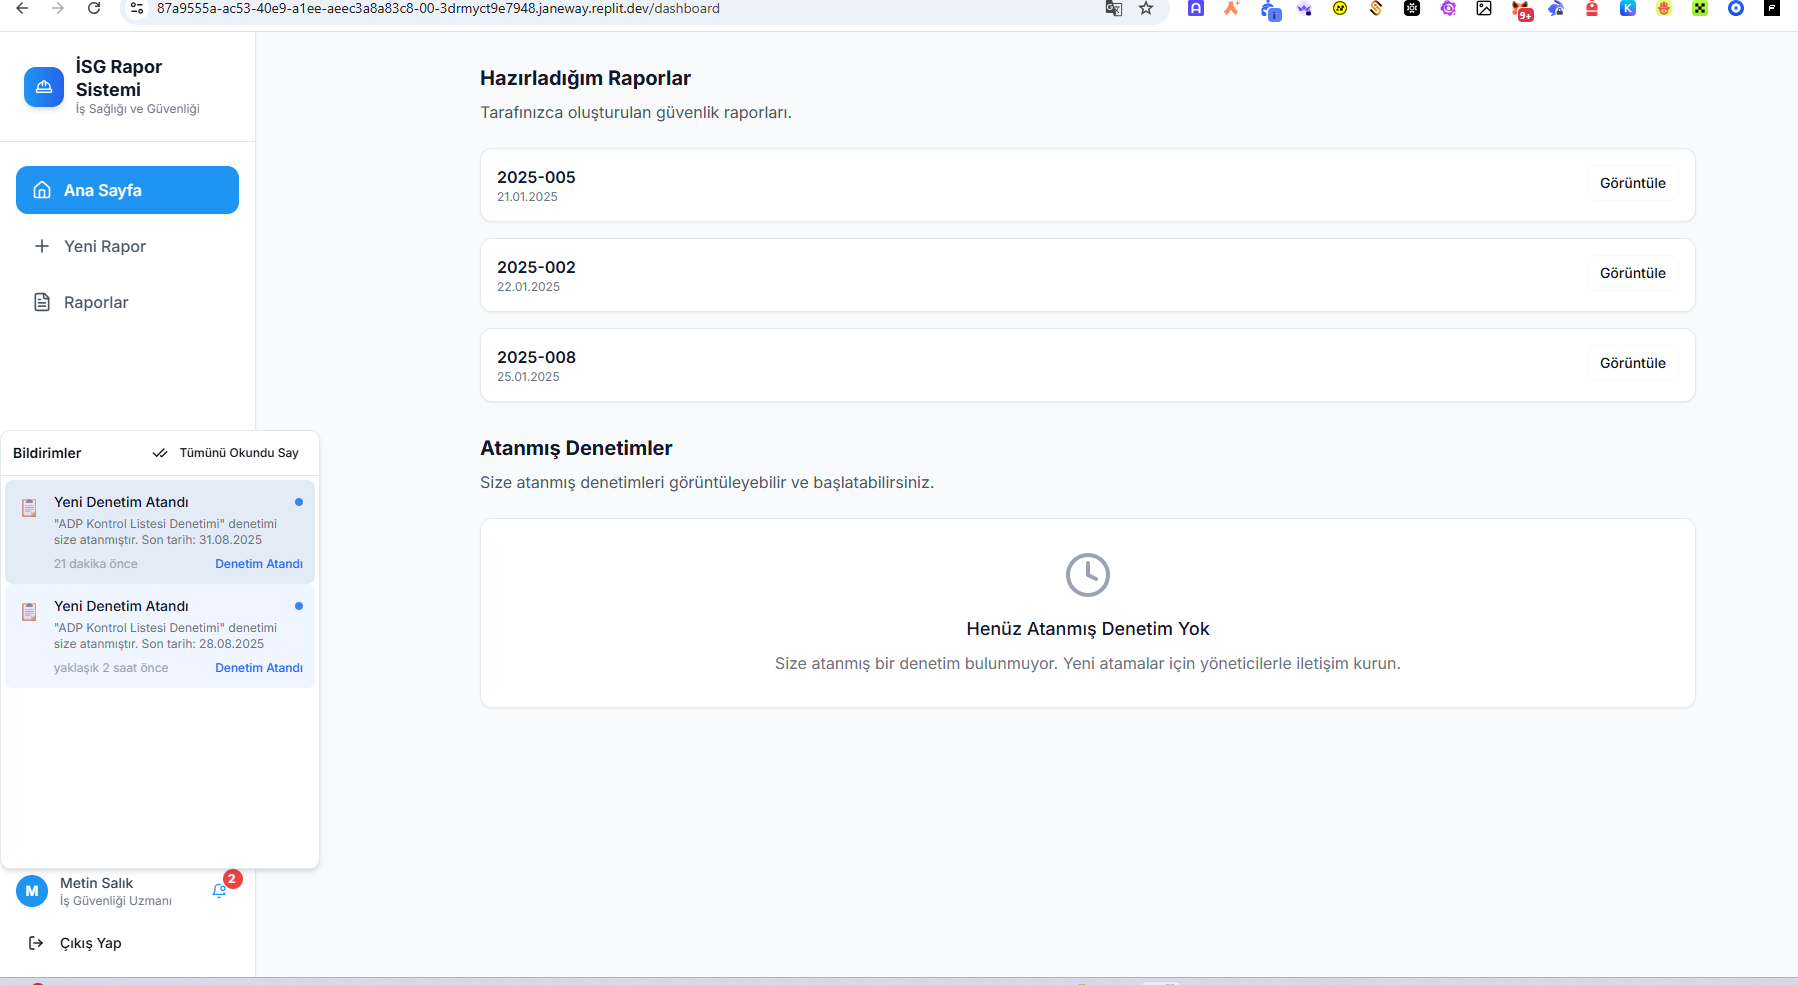 87a9555a-ac53-40e9-a1ee-aeec3a8a83c8-00-3drmyct9e7948.janeway.replit.dev/dashboard
9+
K
İSG Rapor
Sistemi
İş Sağlığı ve Güvenliği
Ana Sayfa
Yeni Rapor
Raporlar
Bildirimler
Tümünü Okundu Say
Yeni Denetim Atandı
"ADP Kontrol Listesi Denetimi" denetimi
size atanmıştır. Son tarih: 31.08.2025
21 dakika önce
Denetim Atandı
Yeni Denetim Atandı
"ADP Kontrol Listesi Denetimi" denetimi
size atanmıştır. Son tarih: 28.08.2025
yaklaşık 2 saat önce
Denetim Atandı
M
Metin Salık
İş Güvenliği Uzmanı
2
Çıkış Yap
Hazırladığım Raporlar
Tarafınızca oluşturulan güvenlik raporları.
2025-005
21.01.2025
Görüntüle
2025-002
22.01.2025
Görüntüle
2025-008
25.01.2025
Görüntüle
Atanmış Denetimler
Size atanmış denetimleri görüntüleyebilir ve başlatabilirsiniz.
Henüz Atanmış Denetim Yok
Size atanmış bir denetim bulunmuyor. Yeni atamalar için yöneticilerle iletişim kurun.